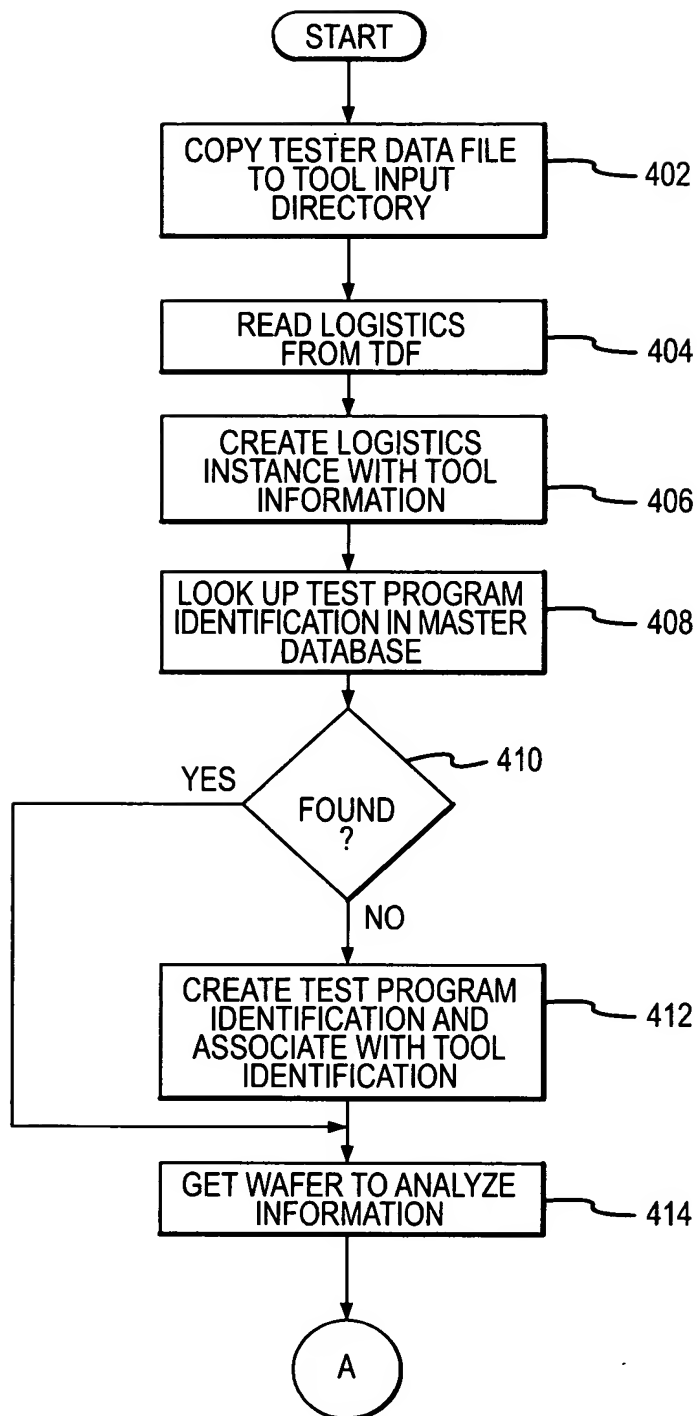 START
COPY TESTER DATA FILE
TO TOOL INPUT
DIRECTORY
402
READ LOGISTICS
FROM TDF
404
CREATE LOGISTICS
INSTANCE WITH TOOL
INFORMATION
406
LOOK UP TEST PROGRAM
IDENTIFICATION IN MASTER
DATABASE
408
410
YES
FOUND
?
NO
CREATE TEST PROGRAM
IDENTIFICATION AND
ASSOCIATE WITH TOOL
IDENTIFICATION
412
GET WAFER TO ANALYZE
INFORMATION
414
A